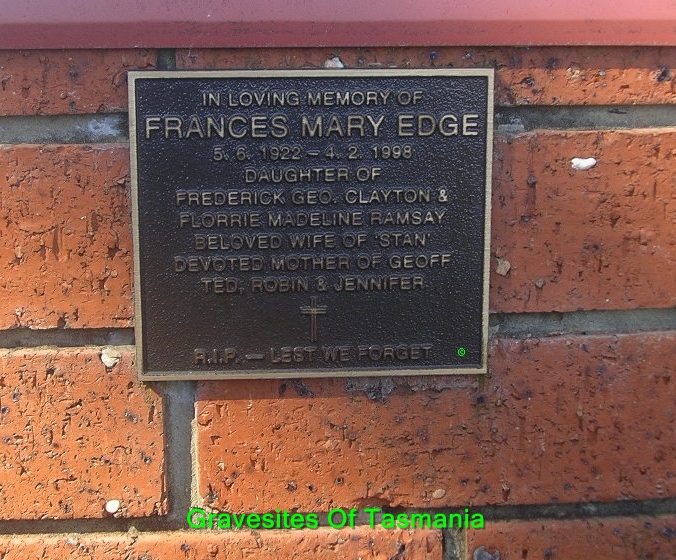 IN LOVING MEMORY OF
FRANCES MARY EDGE
5. 6. 1922 – 4. 2. 1998
DAUGHTER OF
FREDERICK GEO. CLAYTON &
FLORRIE MADELINE RAMSAY
BELOVED WIFE OF 'STAN'
DEVOTED MOTHER OF GEOFF
TED, ROBIN & JENNIFER
R.I.P. — LEST WE FORGET
©
Gravesites Of Tasmania